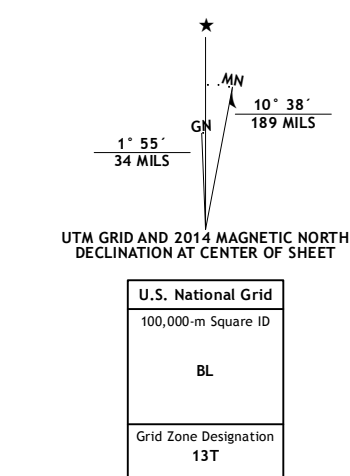 ★
MN
GN
10° 38´
189 MILS
1° 55´
34 MILS
UTM GRID AND 2014 MAGNETIC NORTH
DECLINATION AT CENTER OF SHEET
U.S. National Grid
100,000-m Square ID
BL
Grid Zone Designation
13T